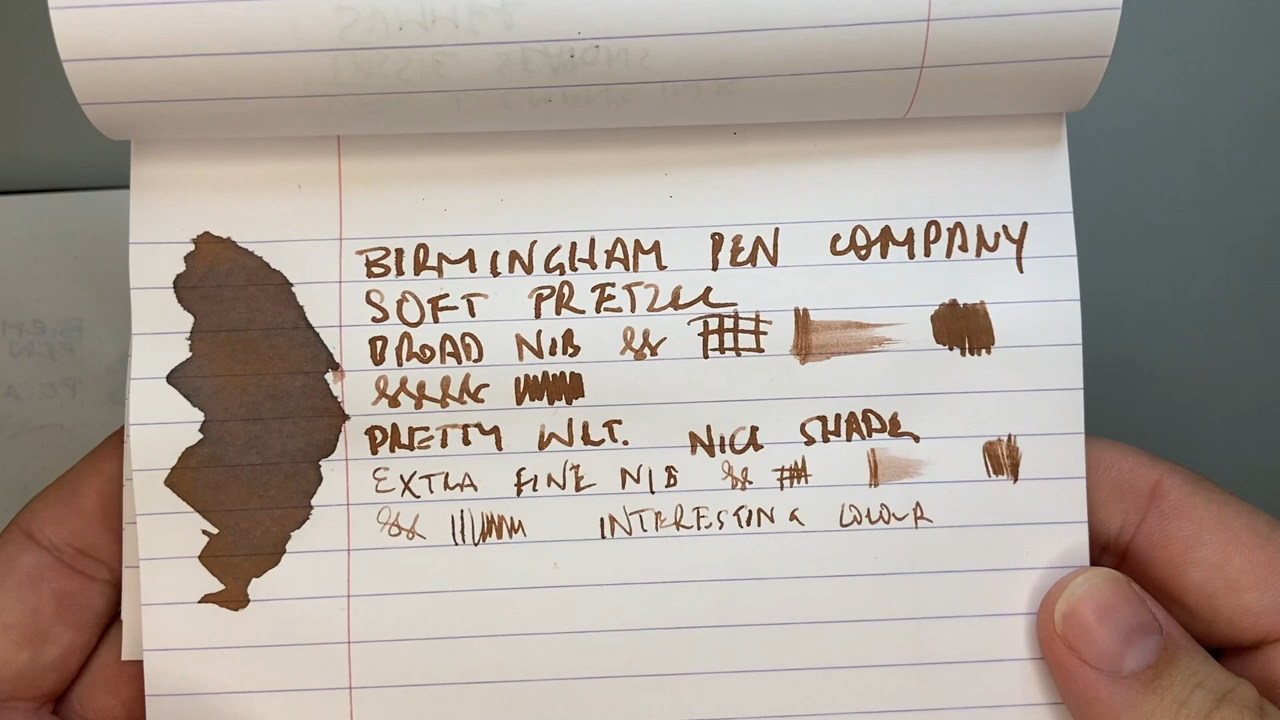 BIRMINGHAM PEN COMPANY
SOFT PRETZEL
BROAD NIB
PRETTY WET. NICE SHADE
EXTRA FINE NIB
INTERESTING COLOUR